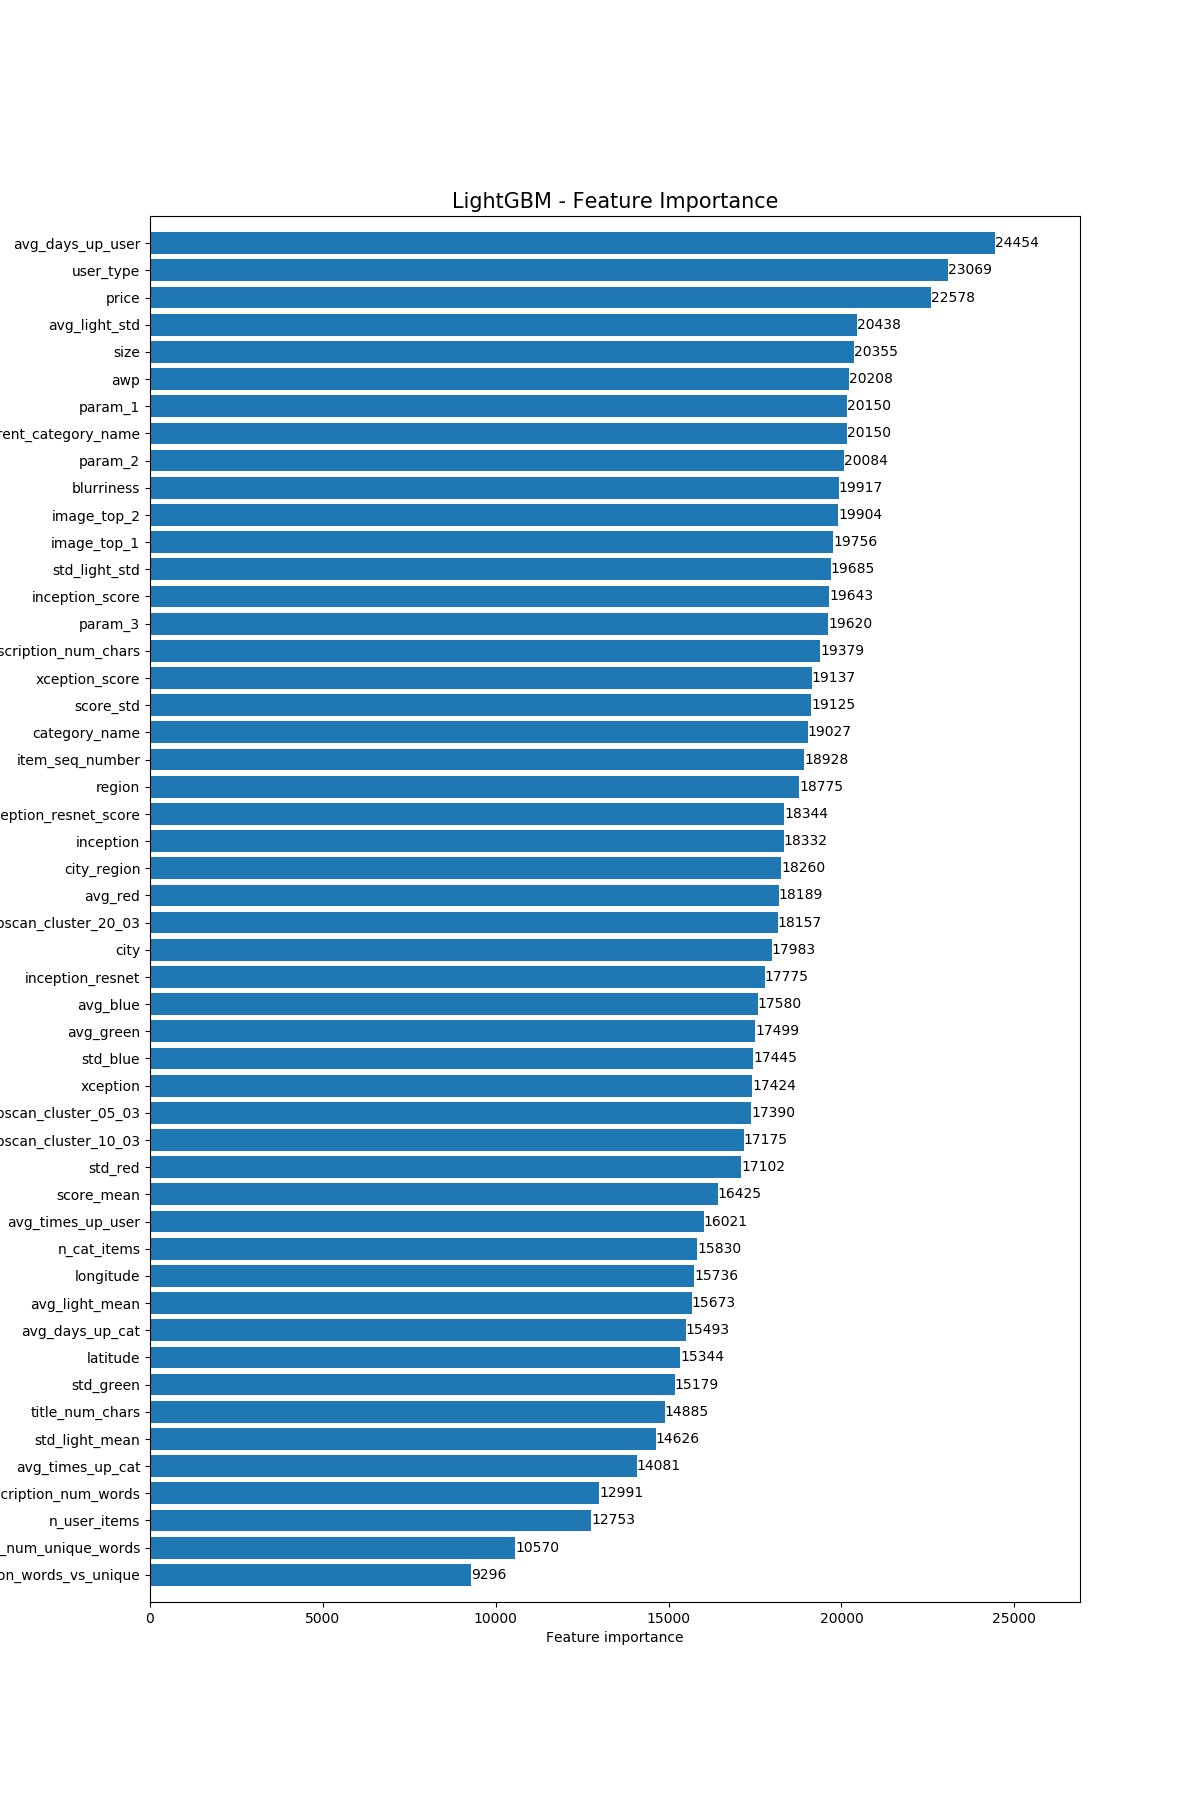 LightGBM - Feature Importance
avg_days_up_user 24454
user_type 23069
price 22578
avg_light_std 20438
size 20355
awp 20208
param_1 20150
rent_category_name 20150
param_2 20084
blurriness 19917
image_top_2 19904
image_top_1 19756
std_light_std 19685
inception_score 19643
param_3 19620
scription_num_chars 19379
xception_score 19137
score_std 19125
category_name 19027
item_seq_number 18928
region 18775
eption_resnet_score 18344
inception 18332
city_region 18260
avg_red 18189
oscan_cluster_20_03 18157
city 17983
inception_resnet 17775
avg_blue 17580
avg_green 17499
std_blue 17445
xception 17424
oscan_cluster_05_03 17390
oscan_cluster_10_03 17175
std_red 17102
score_mean 16425
avg_times_up_user 16021
n_cat_items 15830
longitude 15736
avg_light_mean 15673
avg_days_up_cat 15493
latitude 15344
std_green 15179
title_num_chars 14885
std_light_mean 14626
avg_times_up_cat 14081
cription_num_words 12991
n_user_items 12753
_num_unique_words 10570
on_words_vs_unique 9296
0 5000 10000 15000 20000 25000
Feature importance